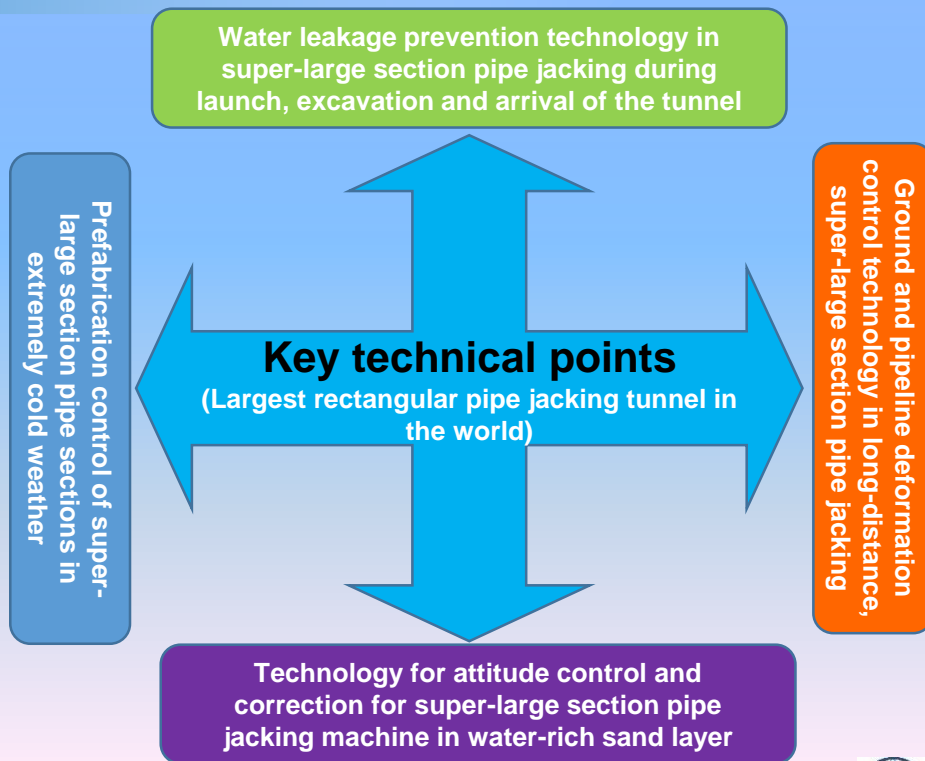 Water leakage prevention technology in
super-large section pipe jacking during
launch, excavation and arrival of the tunnel
Prefabrication control of super-
large section pipe sections in
extremely cold weather
Key technical points
(Largest rectangular pipe jacking tunnel in
the world)
Ground and pipeline deformation
control technology in long-distance,
super-large section pipe jacking
Technology for attitude control and
correction for super-large section pipe
jacking machine in water-rich sand layer